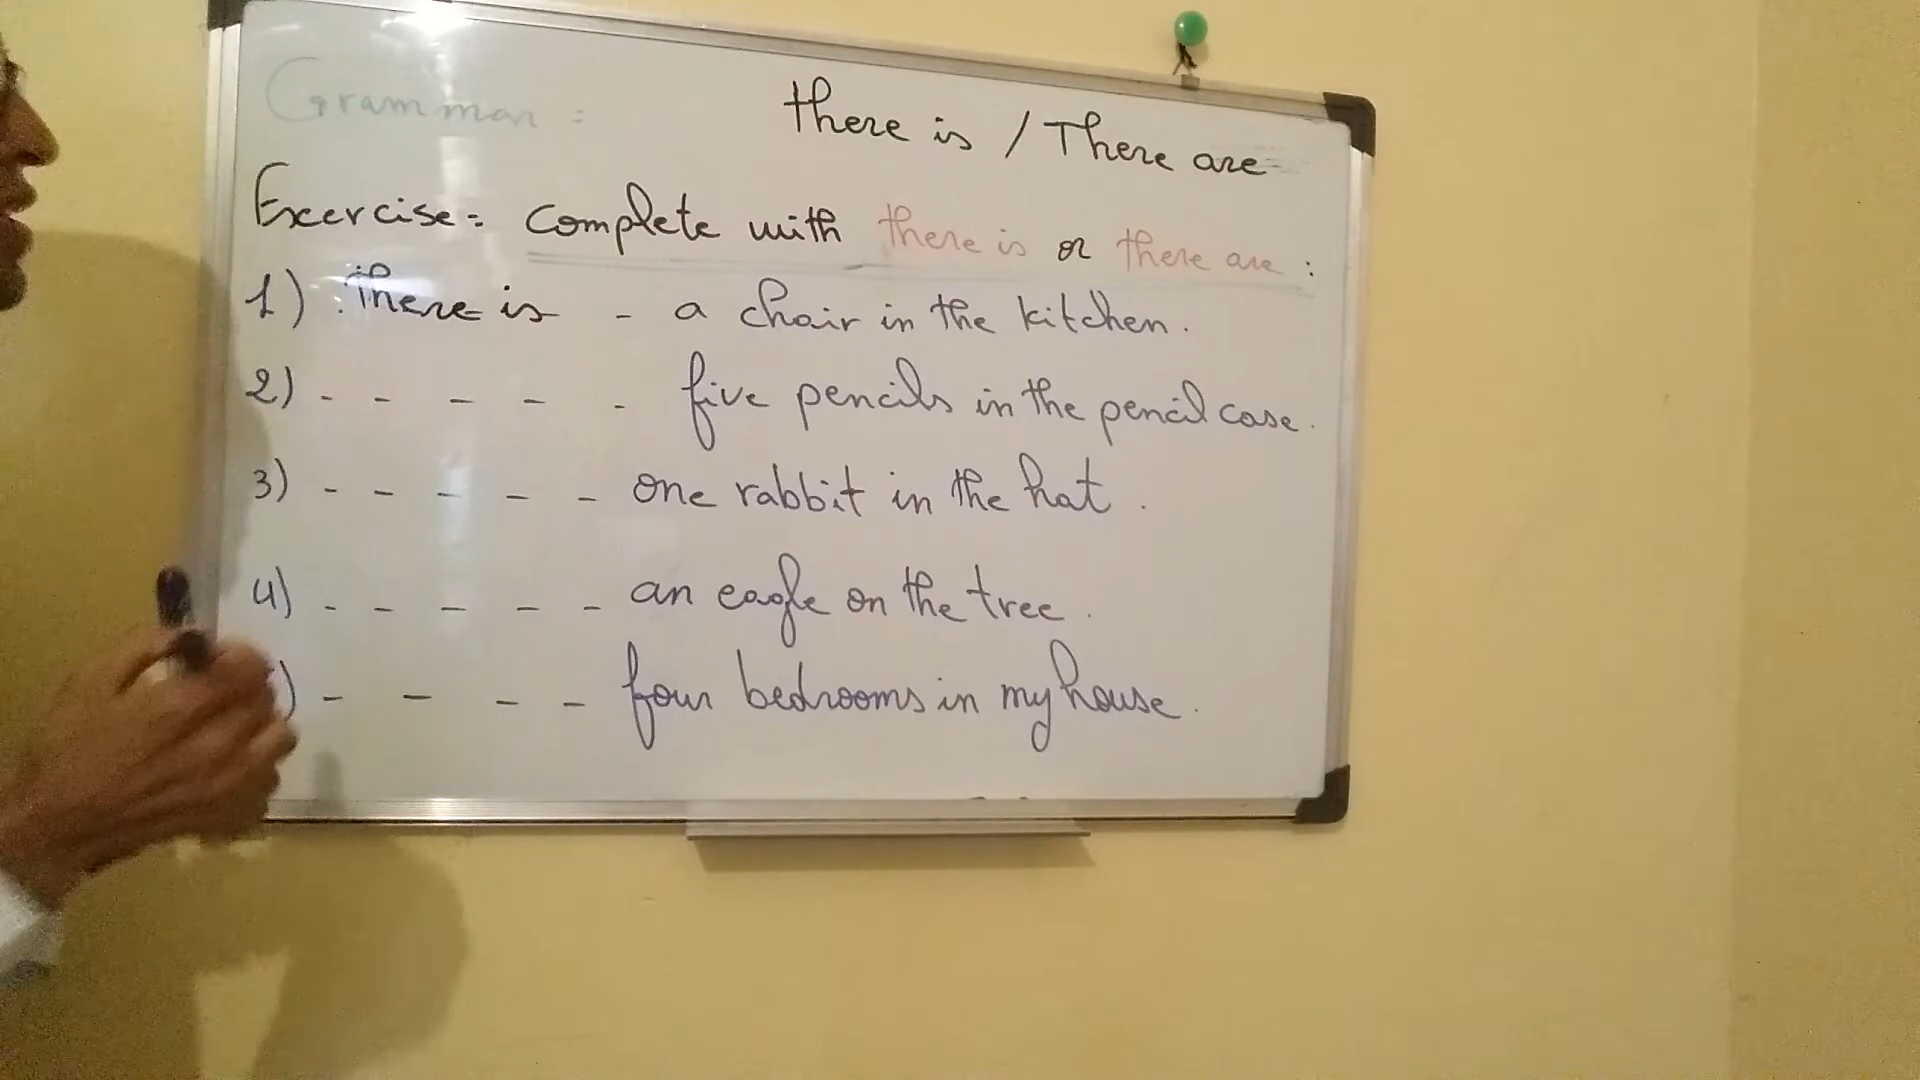 Grammar : there is / There are
Exercise : complete with there is or there are :
1) There is - a chair in the kitchen.
2) - - - - - five pencils in the pencil case.
3) - - - - - one rabbit in the hat.
4) - - - - - an eagle on the tree.
) - - - - four bedrooms in my house.